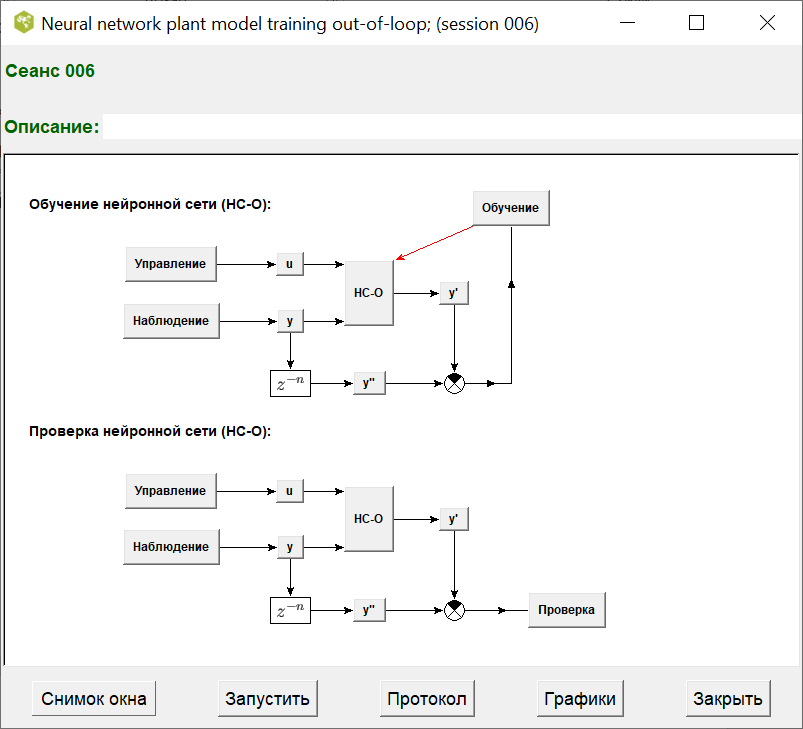 Neural network plant model training out-of-loop; (session 006)
Сеанс 006
Описание:
Обучение нейронной сети (НС-О):
Обучение
Управление
u
НС-О
y'
Наблюдение
y
z⁻ⁿ
y"
Проверка нейронной сети (НС-О):
Управление
u
НС-О
y'
Наблюдение
y
z⁻ⁿ
y"
Проверка
Снимок окна Запустить Протокол Графики Закрыть